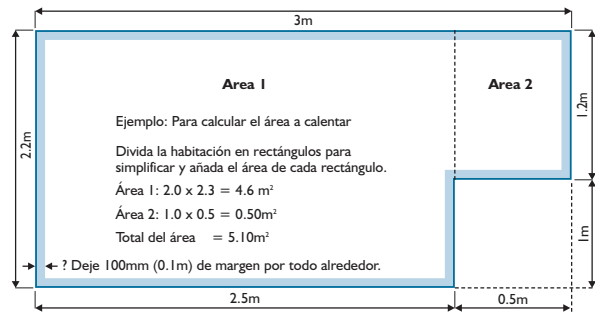 3m
Area 1
Area 2
2.2m
1.2m
Ejemplo: Para calcular el área a calentar
Divida la habitación en rectángulos para
simplificar y añada el área de cada rectángulo.
Área 1: 2.0 x 2.3 = 4.6 m²
Área 2: 1.0 x 0.5 = 0.50m²
Total del área = 5.10m²
1m
? Deje 100mm (0.1m) de margen por todo alrededor.
2.5m
0.5m